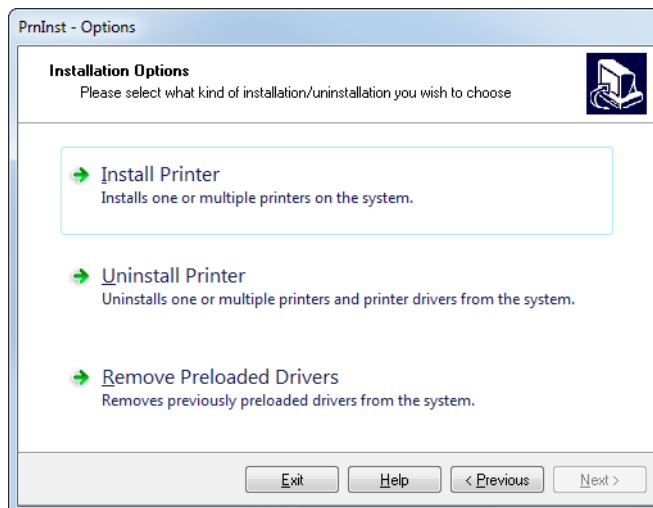 PrnInst - Options
Installation Options
Please select what kind of installation/uninstallation you wish to choose
Install Printer
Installs one or multiple printers on the system.
Uninstall Printer
Uninstalls one or multiple printers and printer drivers from the system.
Remove Preloaded Drivers
Removes previously preloaded drivers from the system.
Exit Help < Previous Next >